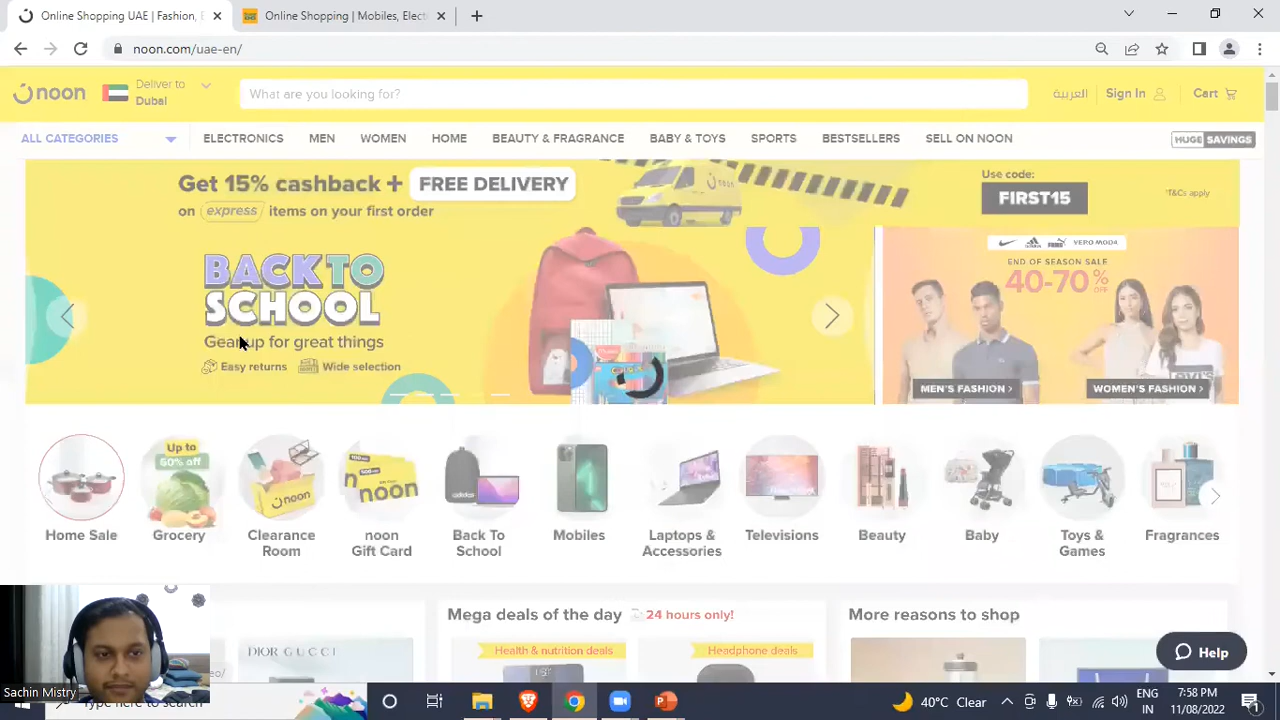 Online Shopping UAE | Fashion, E
Online Shopping | Mobiles, Elect
noon.com/uae-en/
noon
Deliver to
Dubai
What are you looking for?
العربية
Sign In
Cart
ALL CATEGORIES
ELECTRONICS
MEN
WOMEN
HOME
BEAUTY & FRAGRANCE
BABY & TOYS
SPORTS
BESTSELLERS
SELL ON NOON
HUGE SAVINGS
Get 15% cashback + FREE DELIVERY
on express items on your first order
noon
Use code:
FIRST15
*T&Cs apply
BACK TO
SCHOOL
Gear up for great things
Easy returns
Wide selection
VERO MODA
END OF SEASON SALE
40-70% OFF
MEN'S FASHION >
WOMEN'S FASHION >
Up to
60% off
noon
noon
adidas
Home Sale
Grocery
Clearance
Room
noon
Gift Card
Back To
School
Mobiles
Laptops &
Accessories
Televisions
Beauty
Baby
Toys &
Games
Fragrances
Mega deals of the day
24 hours only!
More reasons to shop
DIOR GUCCI
Health & nutrition deals
Headphone deals
Help
eo/
Sachin Mistry
Type here to search
40°C Clear
ENG
IN
7:58 PM
11/08/2022
1